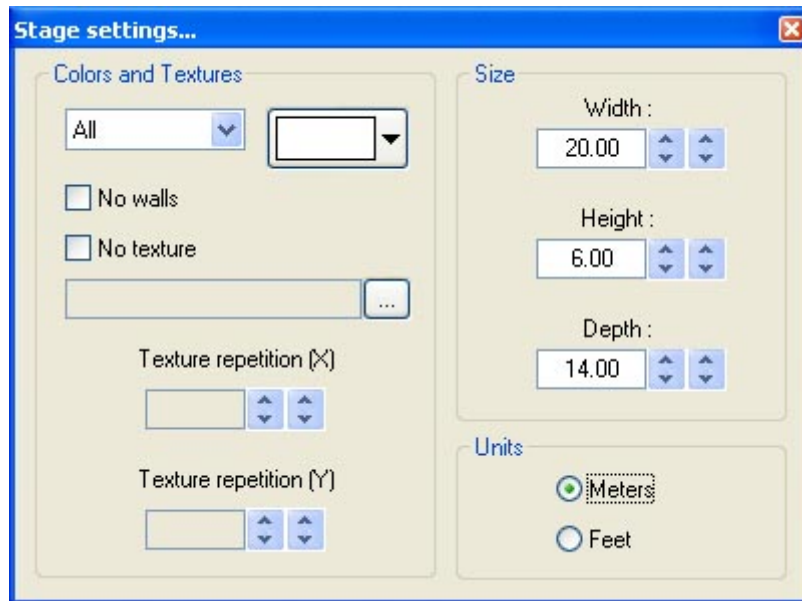 Stage settings...
Colors and Textures
All
No walls
No texture
...
Texture repetition (X)
Texture repetition (Y)
Size
Width :
20.00
Height :
6.00
Depth :
14.00
Units
Meters
Feet